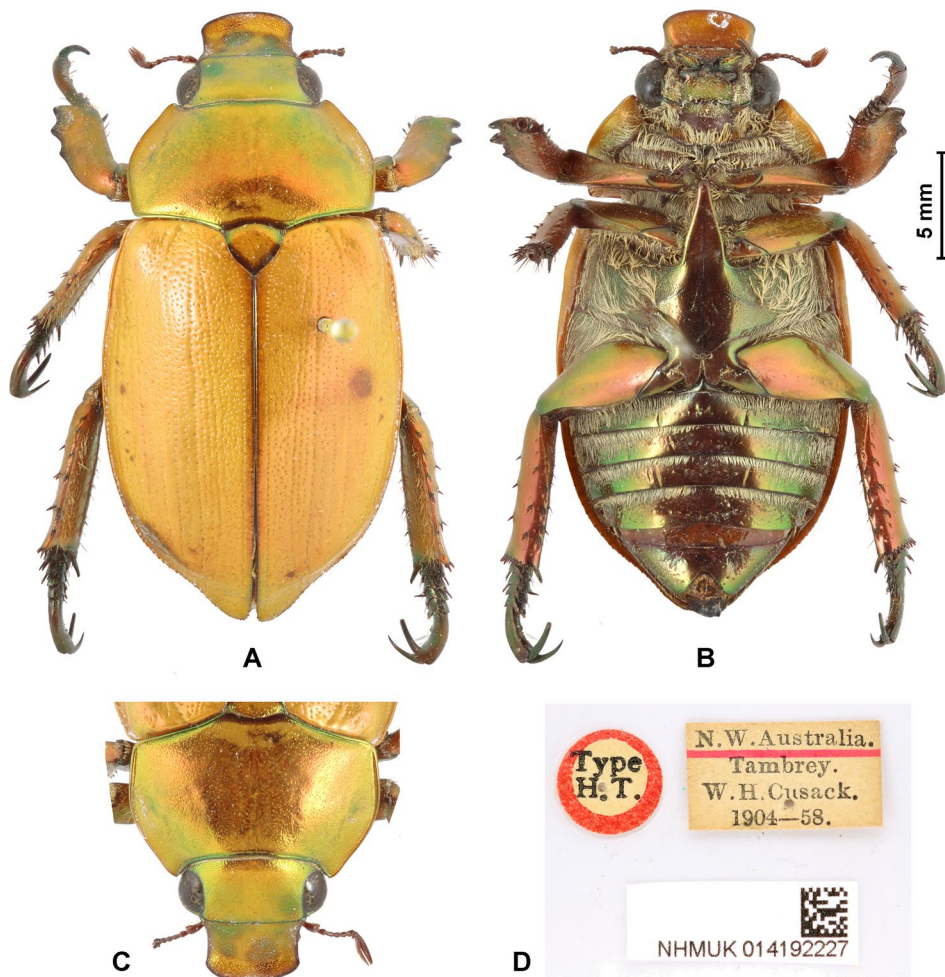 5 mm
A
B
C
D
Type
H. T.
N. W. Australia.
Tambrey.
W. H. Cusack.
1904—58.
NHMUK 014192227